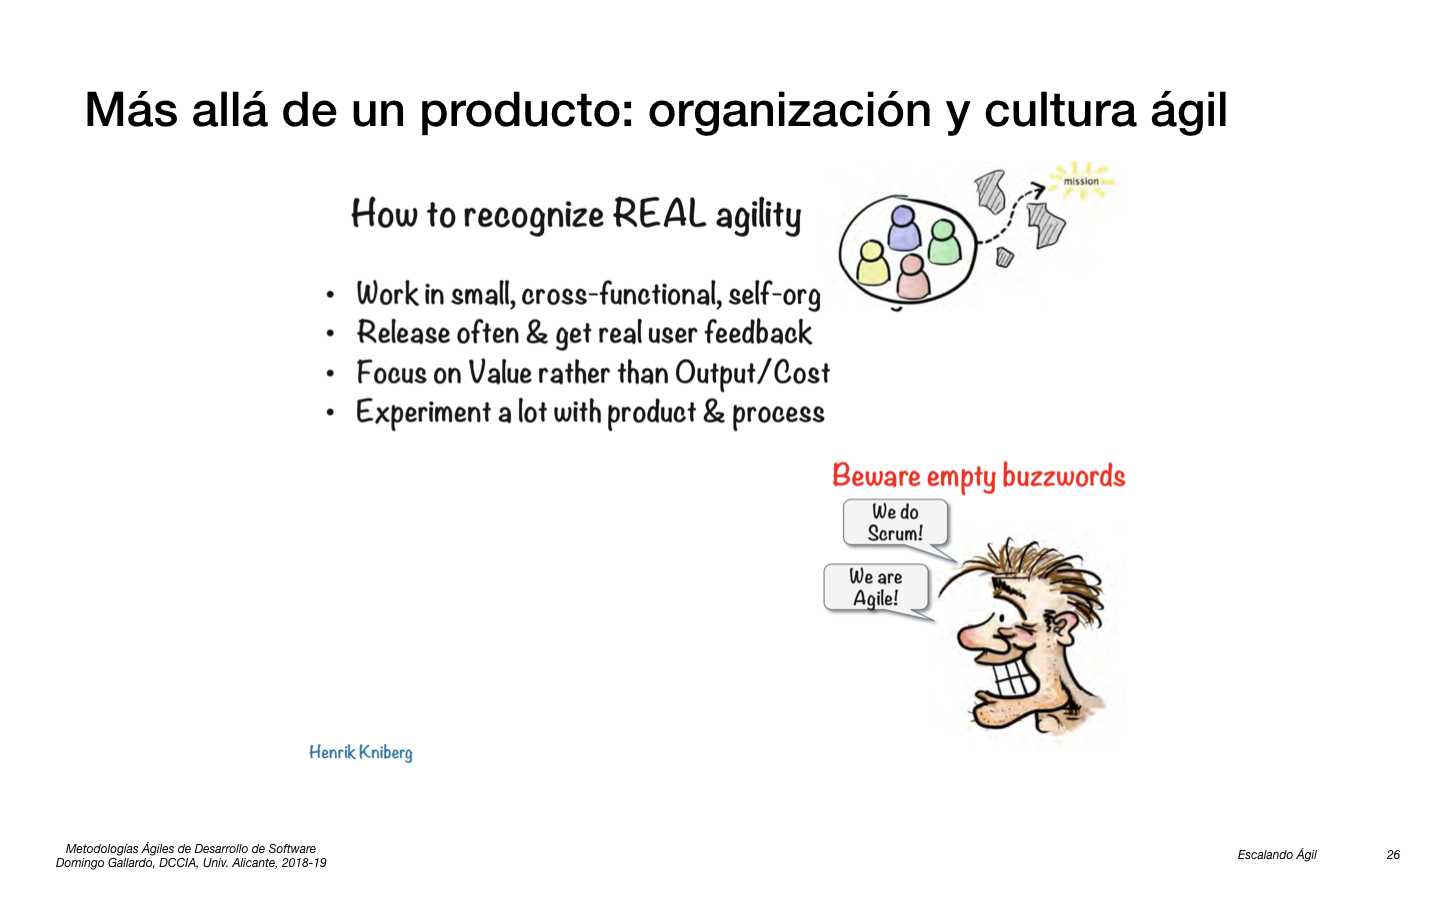 Más allá de un producto: organización y cultura ágil
How to recognize REAL agility
mission
• Work in small, cross-functional, self-org
• Release often & get real user feedback
• Focus on Value rather than Output/Cost
• Experiment a lot with product & process
Beware empty buzzwords
We do
Scrum!
We are
Agile!
Henrik Kniberg
Metodologías Ágiles de Desarrollo de Software
Domingo Gallardo, DCCIA, Univ. Alicante, 2018-19
Escalando Ágil
26